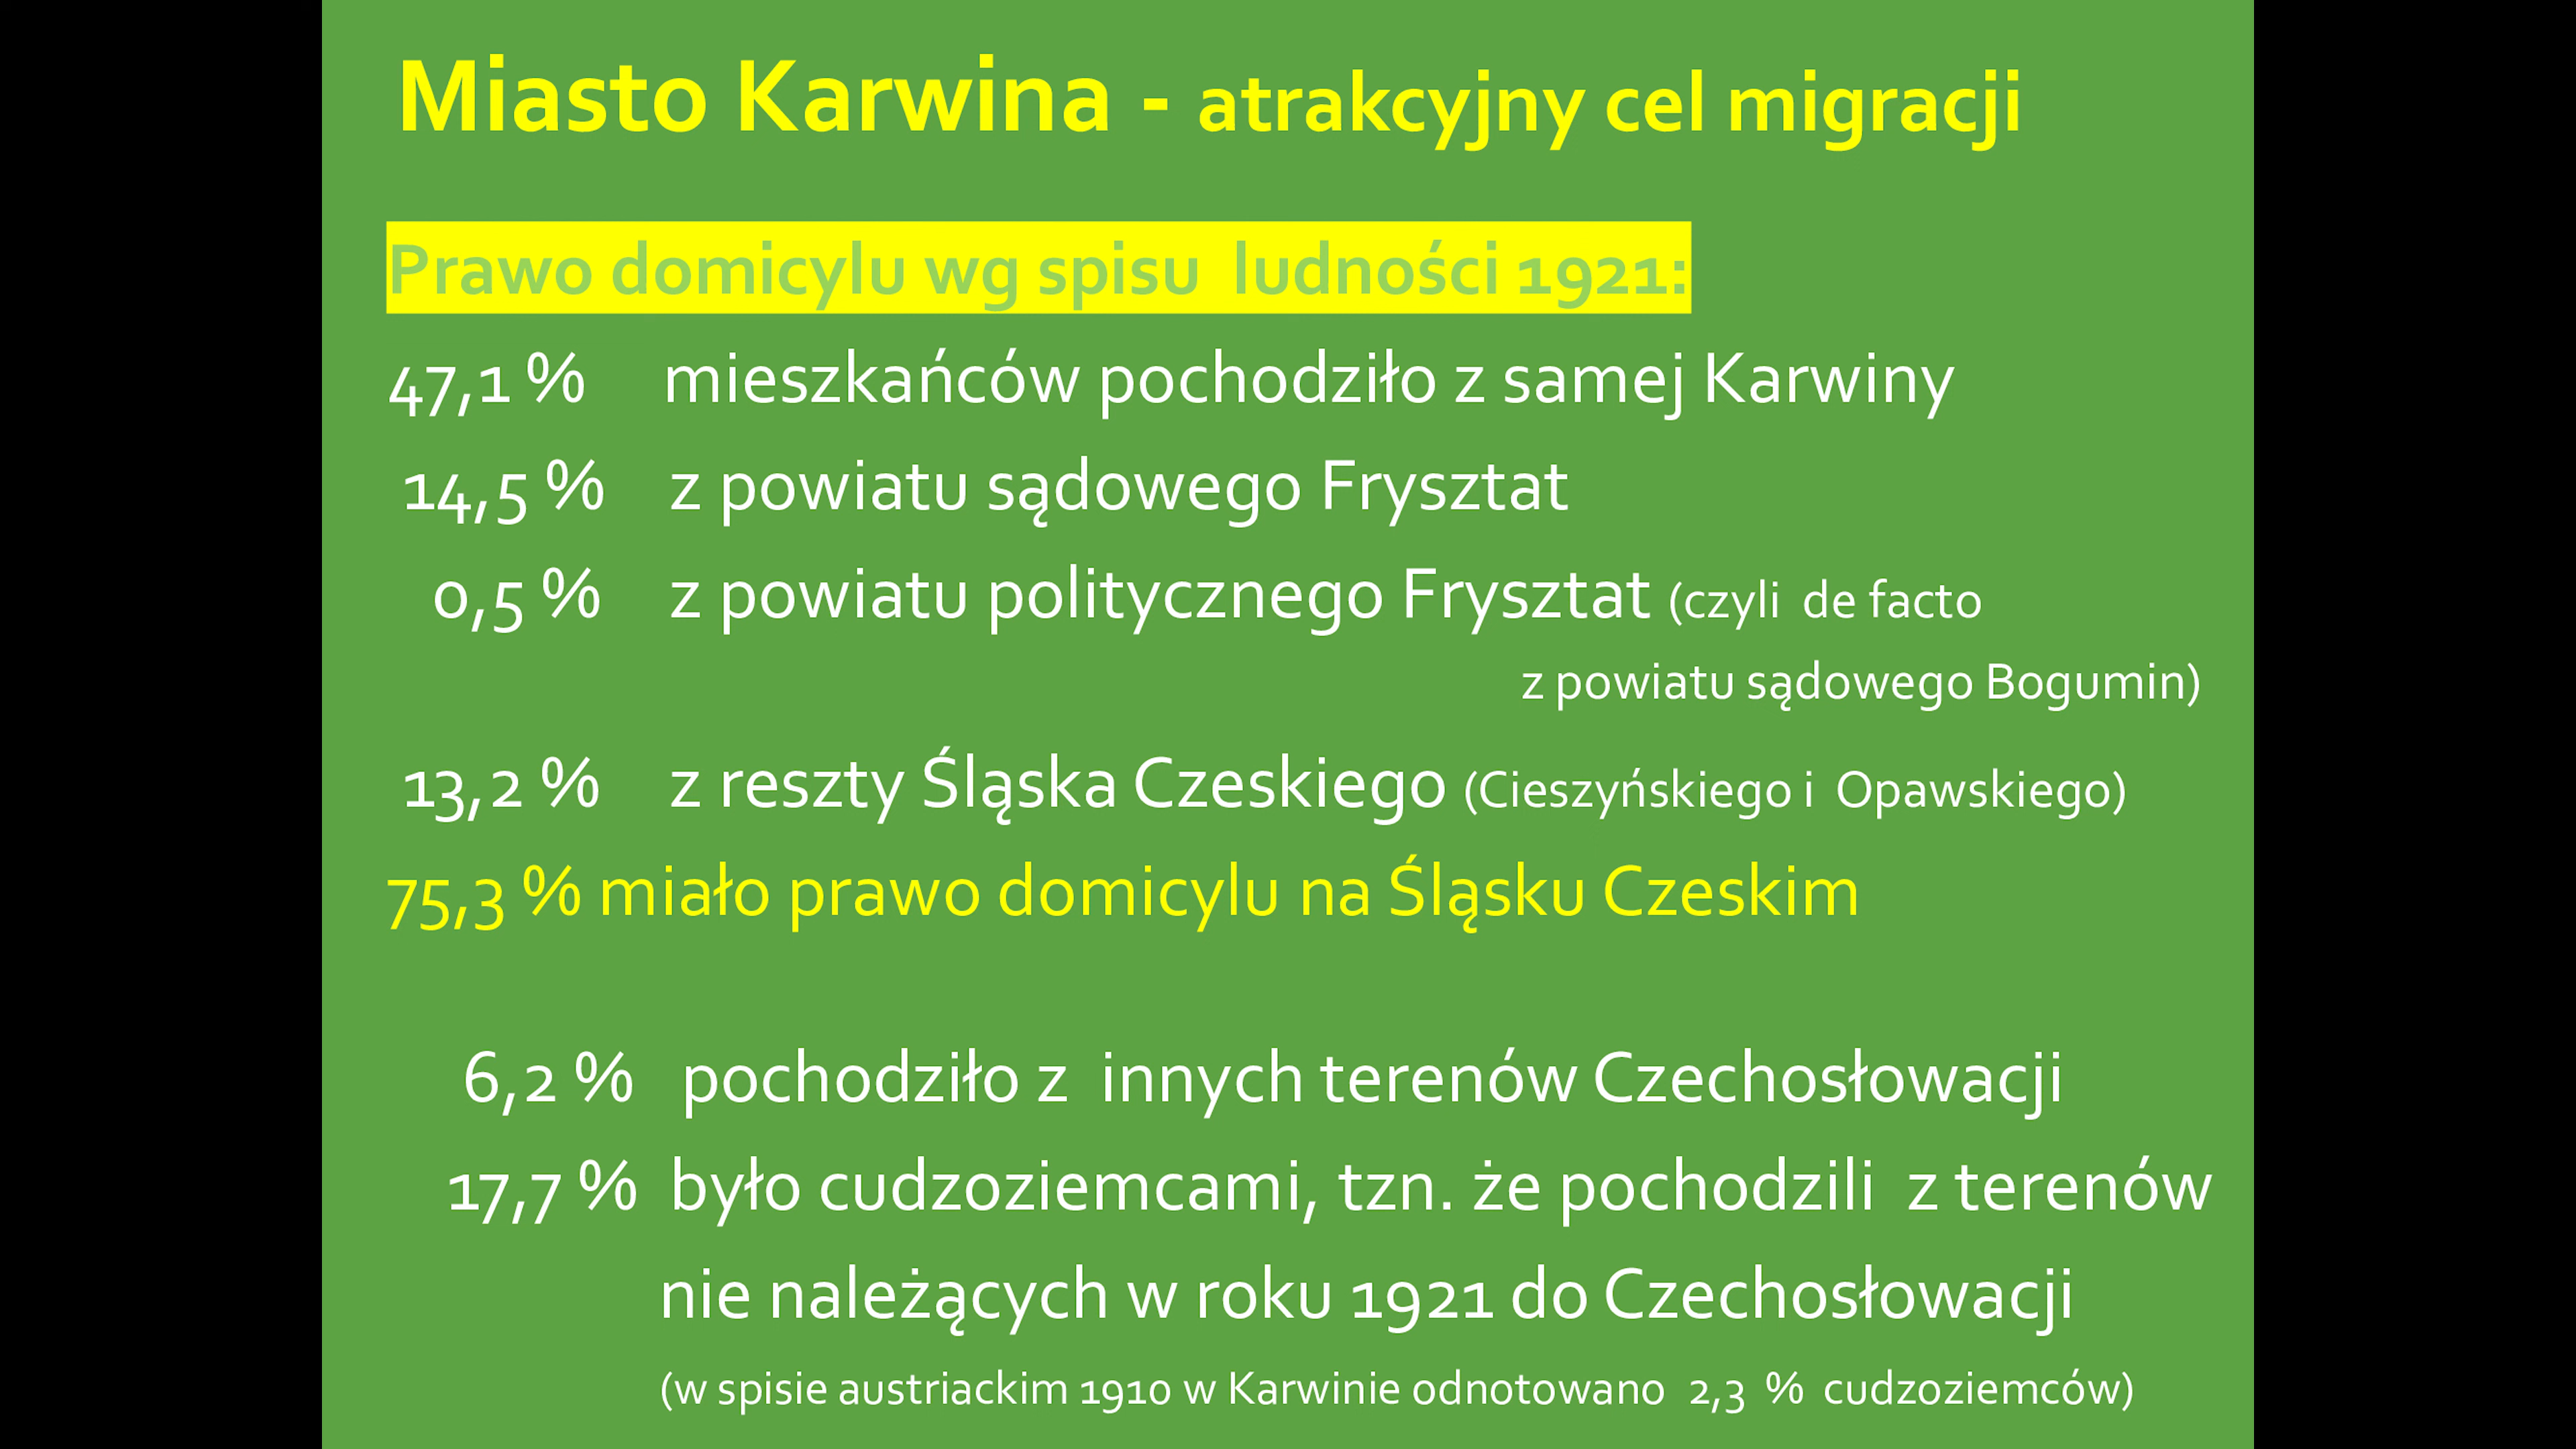 Miasto Karwina - atrakcyjny cel migracji
Prawo domicylu wg spisu ludności 1921:
47,1 % mieszkańców pochodziło z samej Karwiny
14,5 % z powiatu sądowego Frysztat
0,5 % z powiatu politycznego Frysztat (czyli de facto
z powiatu sądowego Bogumin)
13,2 % z reszty Śląska Czeskiego (Cieszyńskiego i Opawskiego)
75,3 % miało prawo domicylu na Śląsku Czeskim
6,2 % pochodziło z innych terenów Czechosłowacji
17,7 % było cudzoziemcami, tzn. że pochodzili z terenów
nie należących w roku 1921 do Czechosłowacji
(w spisie austriackim 1910 w Karwinie odnotowano 2,3 % cudzoziemców)